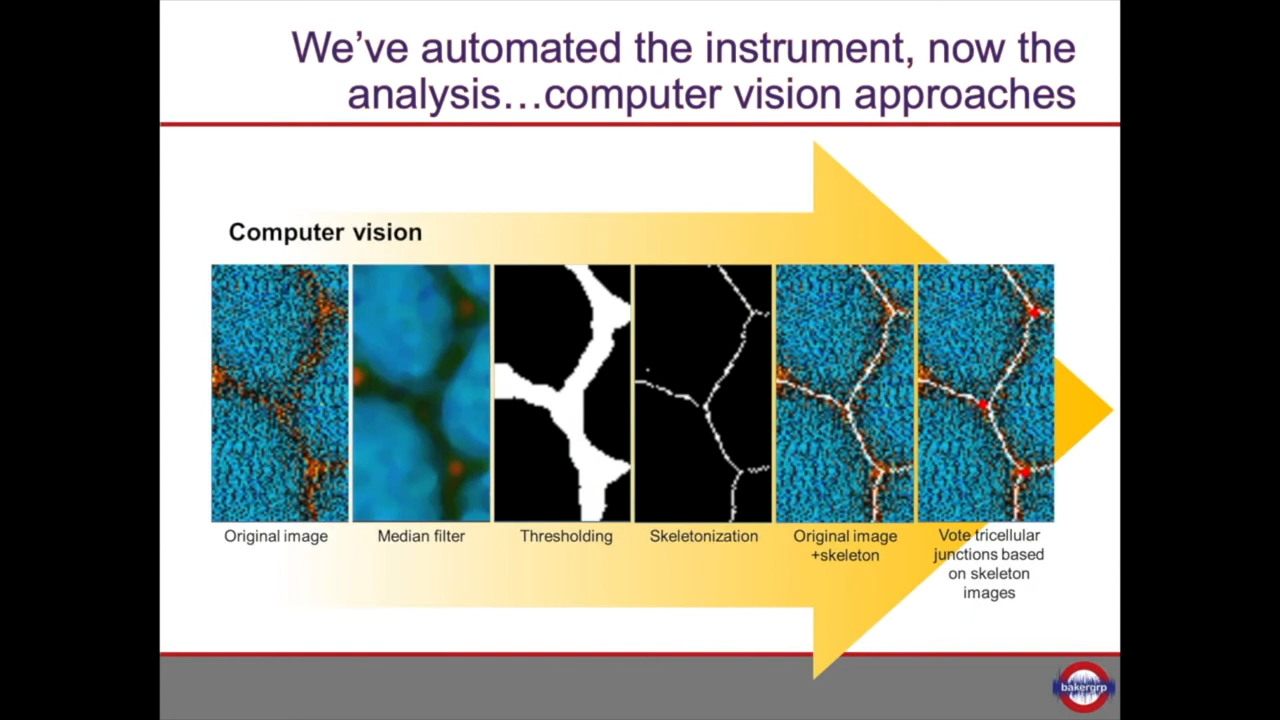 We've automated the instrument, now the
analysis…computer vision approaches
Computer vision
Original image
Median filter
Thresholding
Skeletonization
Original image
+skeleton
Vote tricellular
junctions based
on skeleton
images
bakergrp